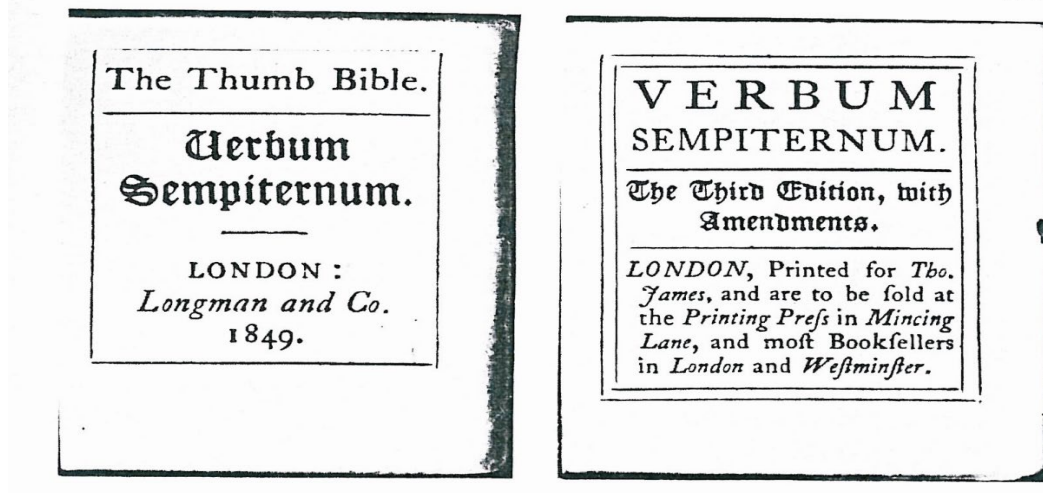 The Thumb Bible.
Verbum
Sempiternum.
LONDON :
Longman and Co.
1849.
VERBUM
SEMPITERNUM.
The Third Edition, with
Amendments.
LONDON, Printed for Tho.
James, and are to be ſold at
the Printing Preſs in Mincing
Lane, and moſt Bookſellers
in London and Weſtminſter.